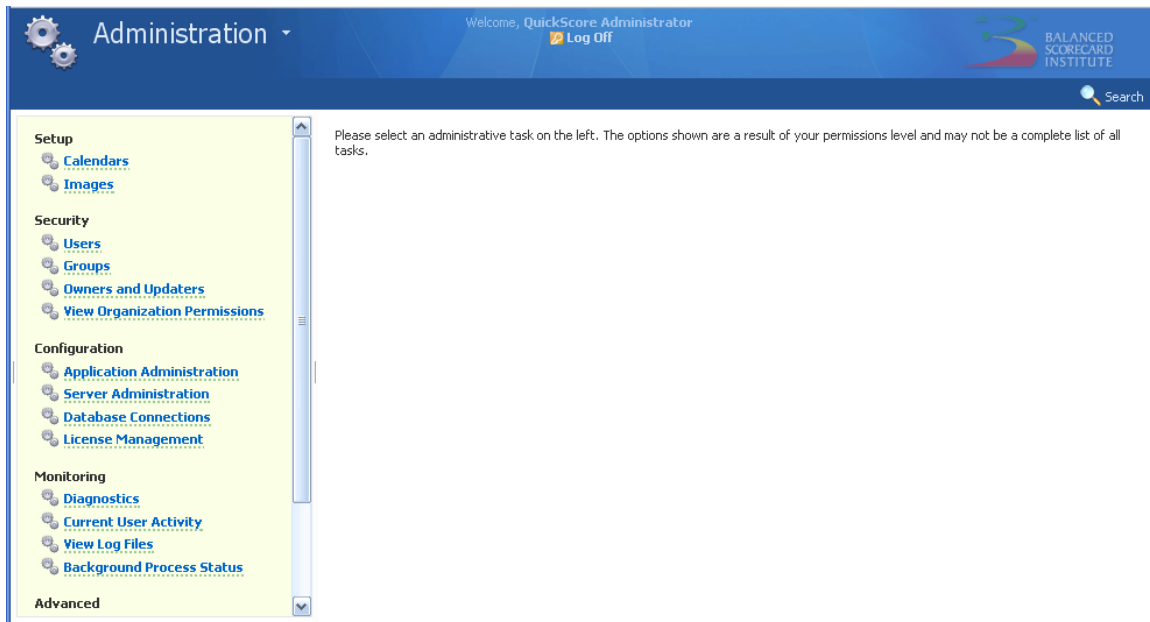 Administration
Welcome, QuickScore Administrator
Log Off
BALANCED
SCORECARD
INSTITUTE
Search
Setup
Calendars
Images
Security
Users
Groups
Owners and Updaters
View Organization Permissions
Configuration
Application Administration
Server Administration
Database Connections
License Management
Monitoring
Diagnostics
Current User Activity
View Log Files
Background Process Status
Advanced
Please select an administrative task on the left. The options shown are a result of your permissions level and may not be a complete list of all
tasks.